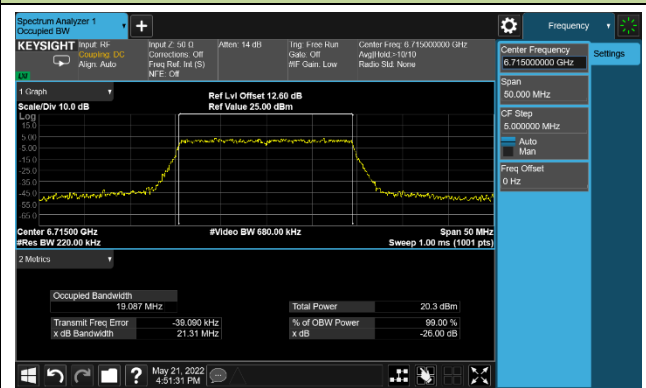 Spectrum Analyzer 1
Occupied BW
+
Frequency
KEYSIGHT
Input: RF
Coupling: DC
Align: Auto
Input Z: 50 Ω
Corrections: Off
Freq Ref: Int (S)
NFE: Off
Atten: 14 dB
Trig: Free Run
Gate: Off
#IF Gain: Low
Center Freq: 6.715000000 GHz
Avg|Hold:>10/10
Radio Std: None
LXI
Center Frequency
6.715000000 GHz
Settings
Span
50.000 MHz
CF Step
5.000000 MHz
Auto
Man
Freq Offset
0 Hz
1 Graph
Scale/Div 10.0 dB
Ref Lvl Offset 12.60 dB
Ref Value 25.00 dBm
Log
15.0
5.00
-5.00
-15.0
-25.0
-35.0
-45.0
-55.0
-65.0
Center 6.71500 GHz
#Res BW 220.00 kHz
#Video BW 680.00 kHz
Span 50 MHz
Sweep 1.00 ms (1001 pts)
2 Metrics
Occupied Bandwidth
19.087 MHz
Total Power 20.3 dBm
Transmit Freq Error -39.090 kHz
% of OBW Power 99.00 %
x dB Bandwidth 21.31 MHz
x dB -26.00 dB
?
May 21, 2022
4:51:31 PM